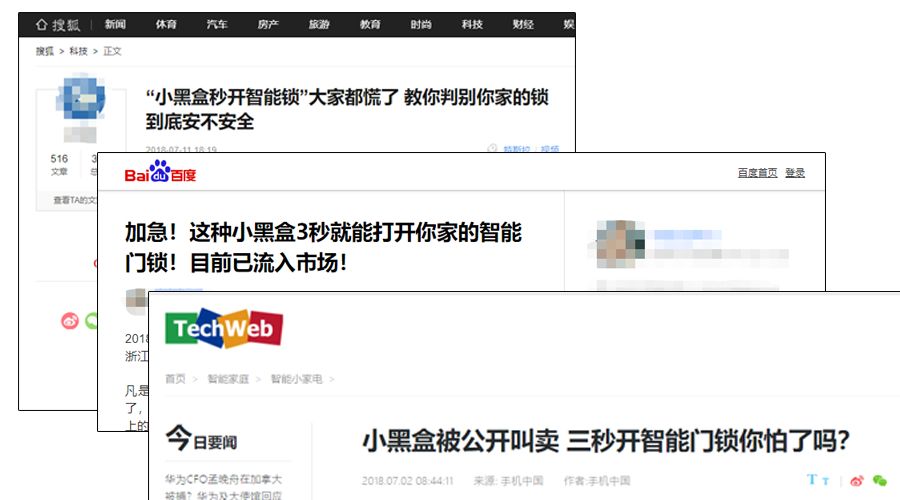 搜狐 新闻 体育 汽车 房产 旅游 教育 时尚 科技 财经 娱
搜狐 > 科技 > 正文
“小黑盒秒开智能锁”大家都慌了 教你判别你家的锁
到底安不安全
2018-07-11 18:19
516
文章
查看TA的文
Bai du 百度
百度首页 登录
加急！这种小黑盒3秒就能打开你家的智能
门锁！目前已流入市场！
2018
浙江
凡是
了，
上的
TechWeb
首页 > 智能家庭 > 智能小家电 >
今日要闻
小黑盒被公开叫卖 三秒开智能门锁你怕了吗？
2018.07.02 08:44:11 来源: 手机中国 作者:手机中国
T T
华为CFO孟晚舟在加拿大
被捕？华为及大使馆回应